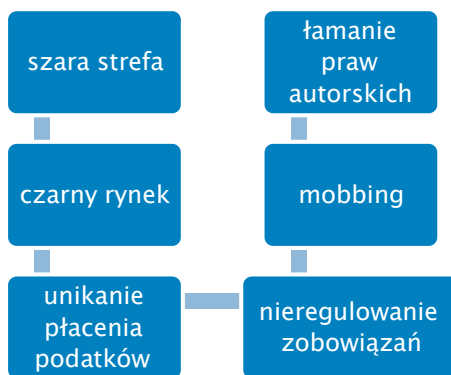 szara strefa
czarny rynek
unikanie
płacenia
podatków
nieregulowanie
zobowiązań
mobbing
łamanie
praw
autorskich